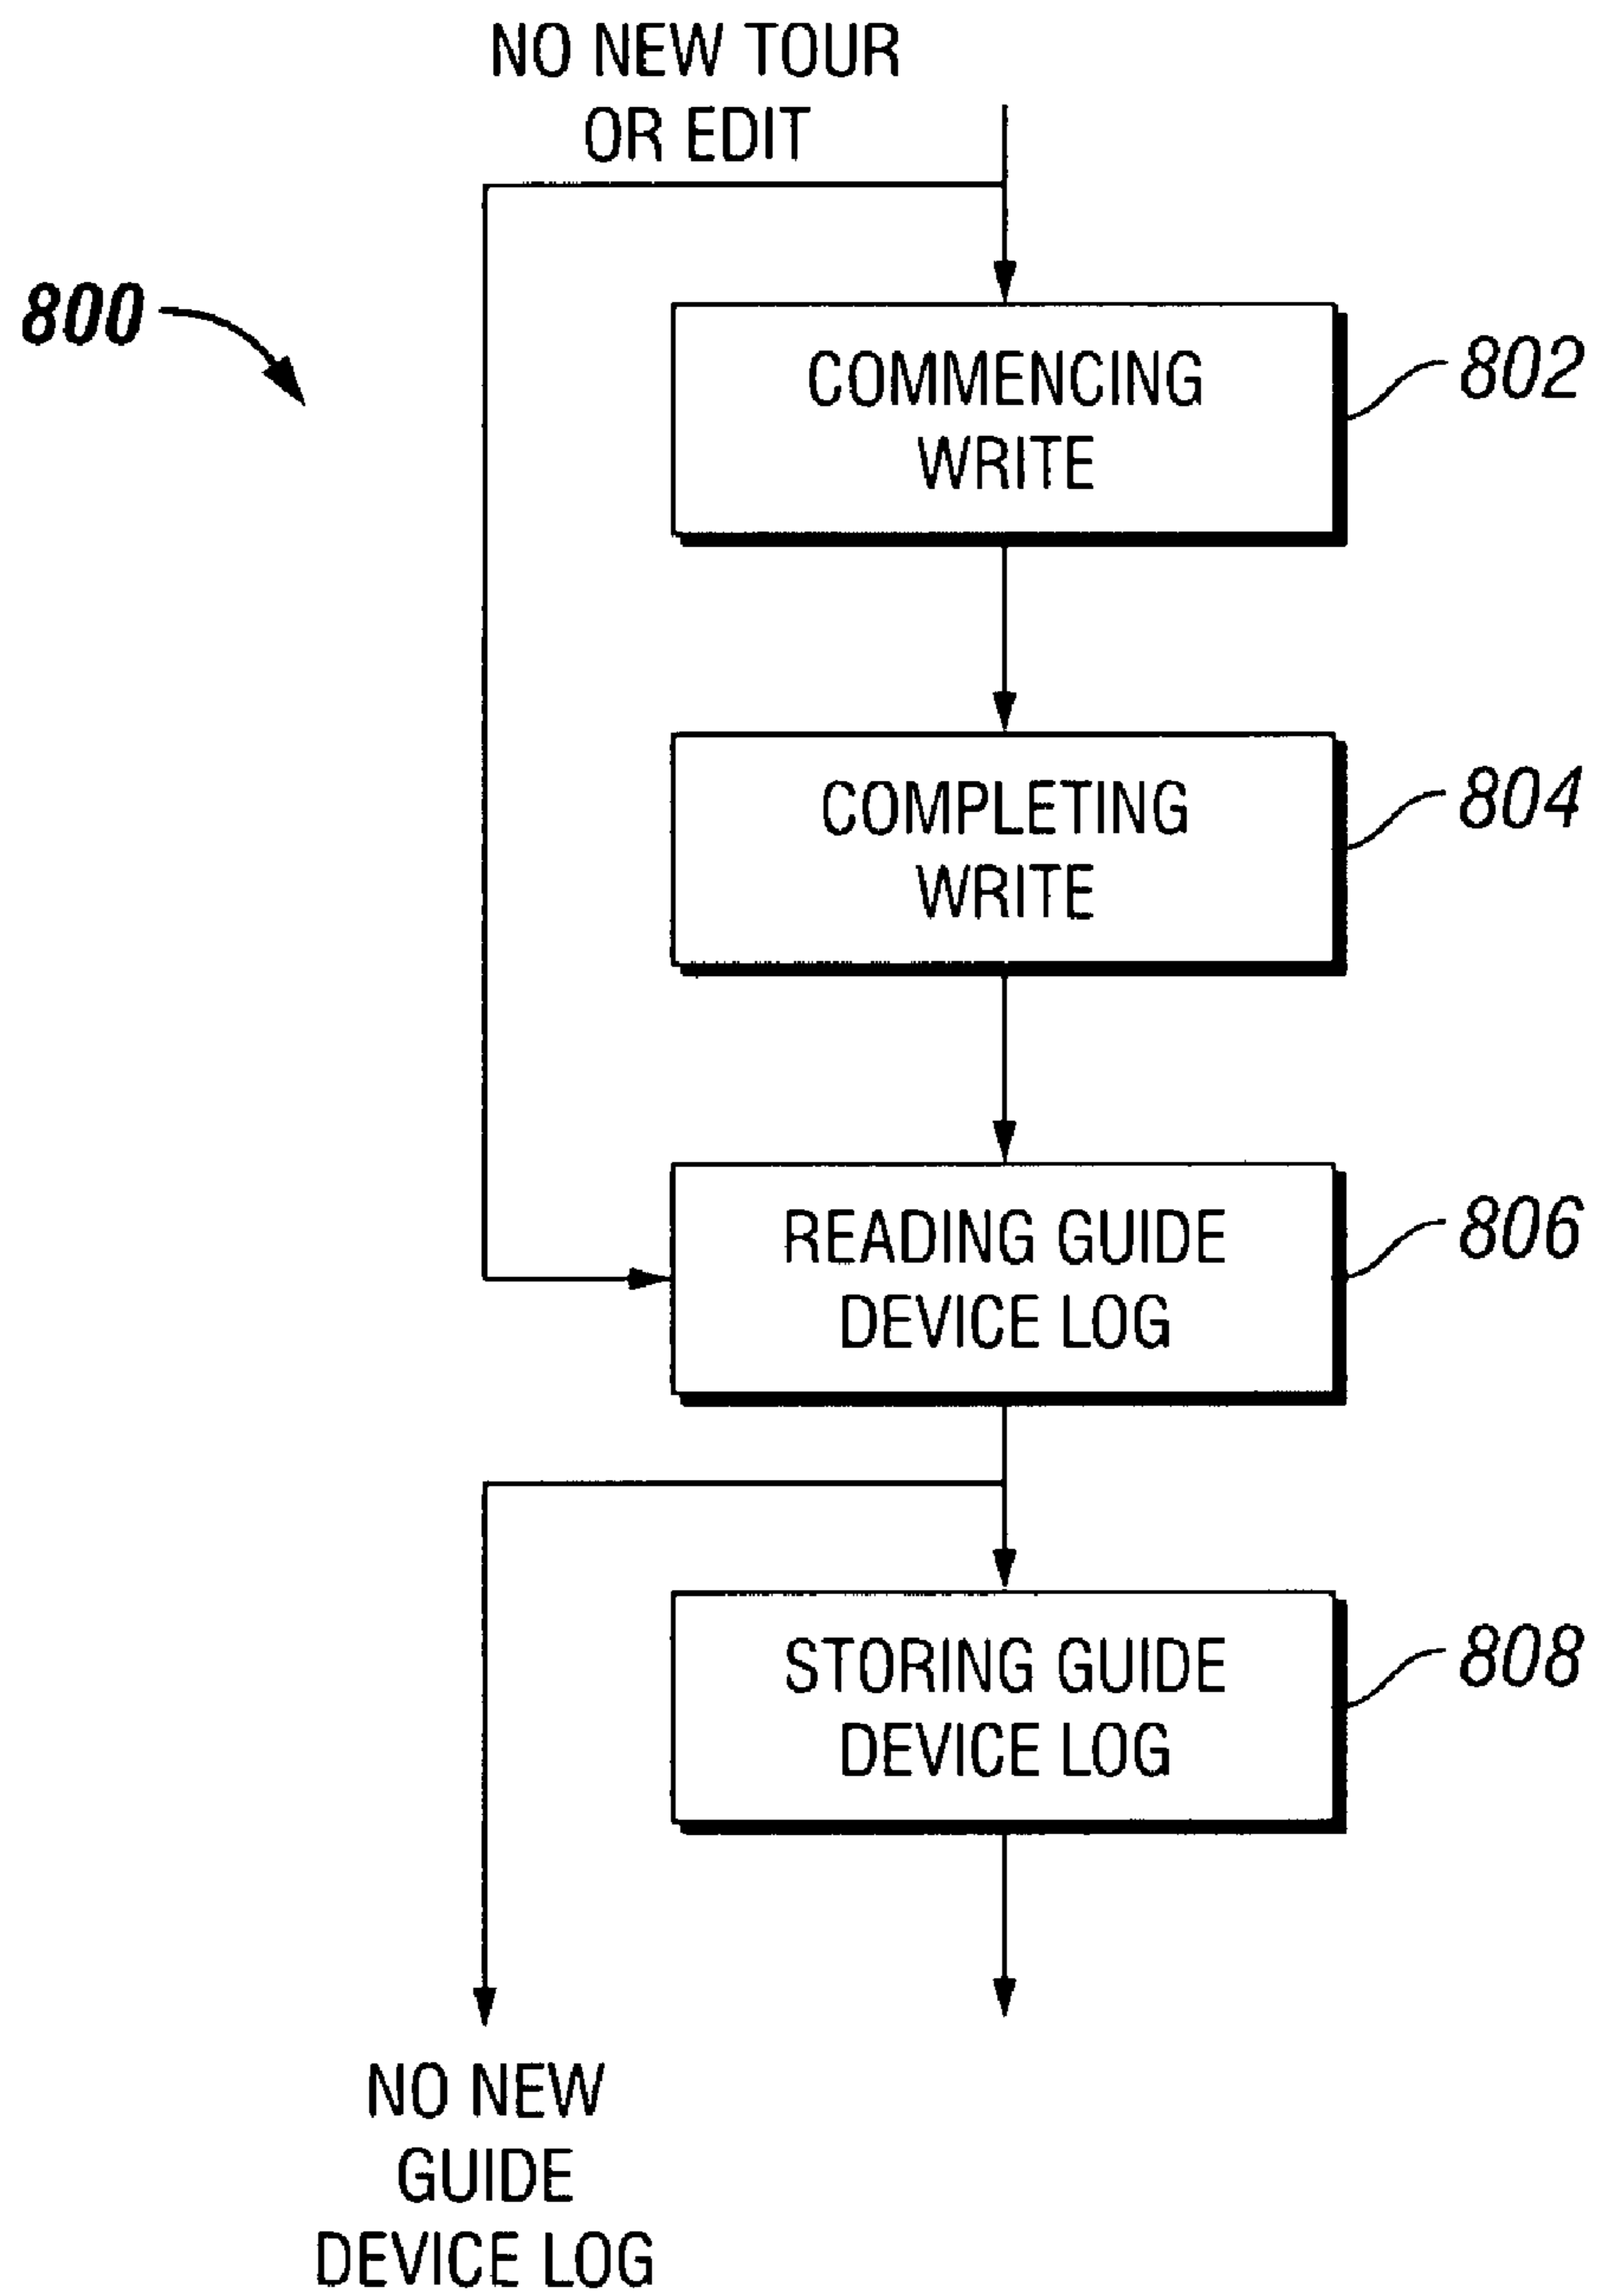 NO NEW TOUR
OR EDIT
800
COMMENCING
WRITE
802
COMPLETING
WRITE
804
READING GUIDE
DEVICE LOG
806
STORING GUIDE
DEVICE LOG
808
NO NEW
GUIDE
DEVICE LOG